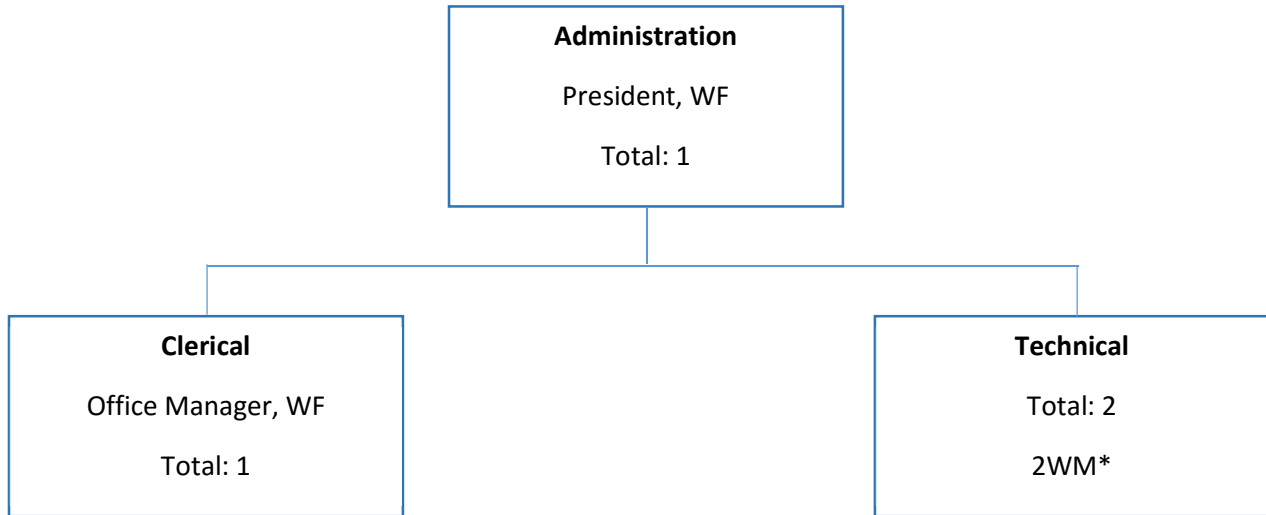 Administration
President, WF
Total: 1
Clerical
Office Manager, WF
Total: 1
Technical
Total: 2
2WM*